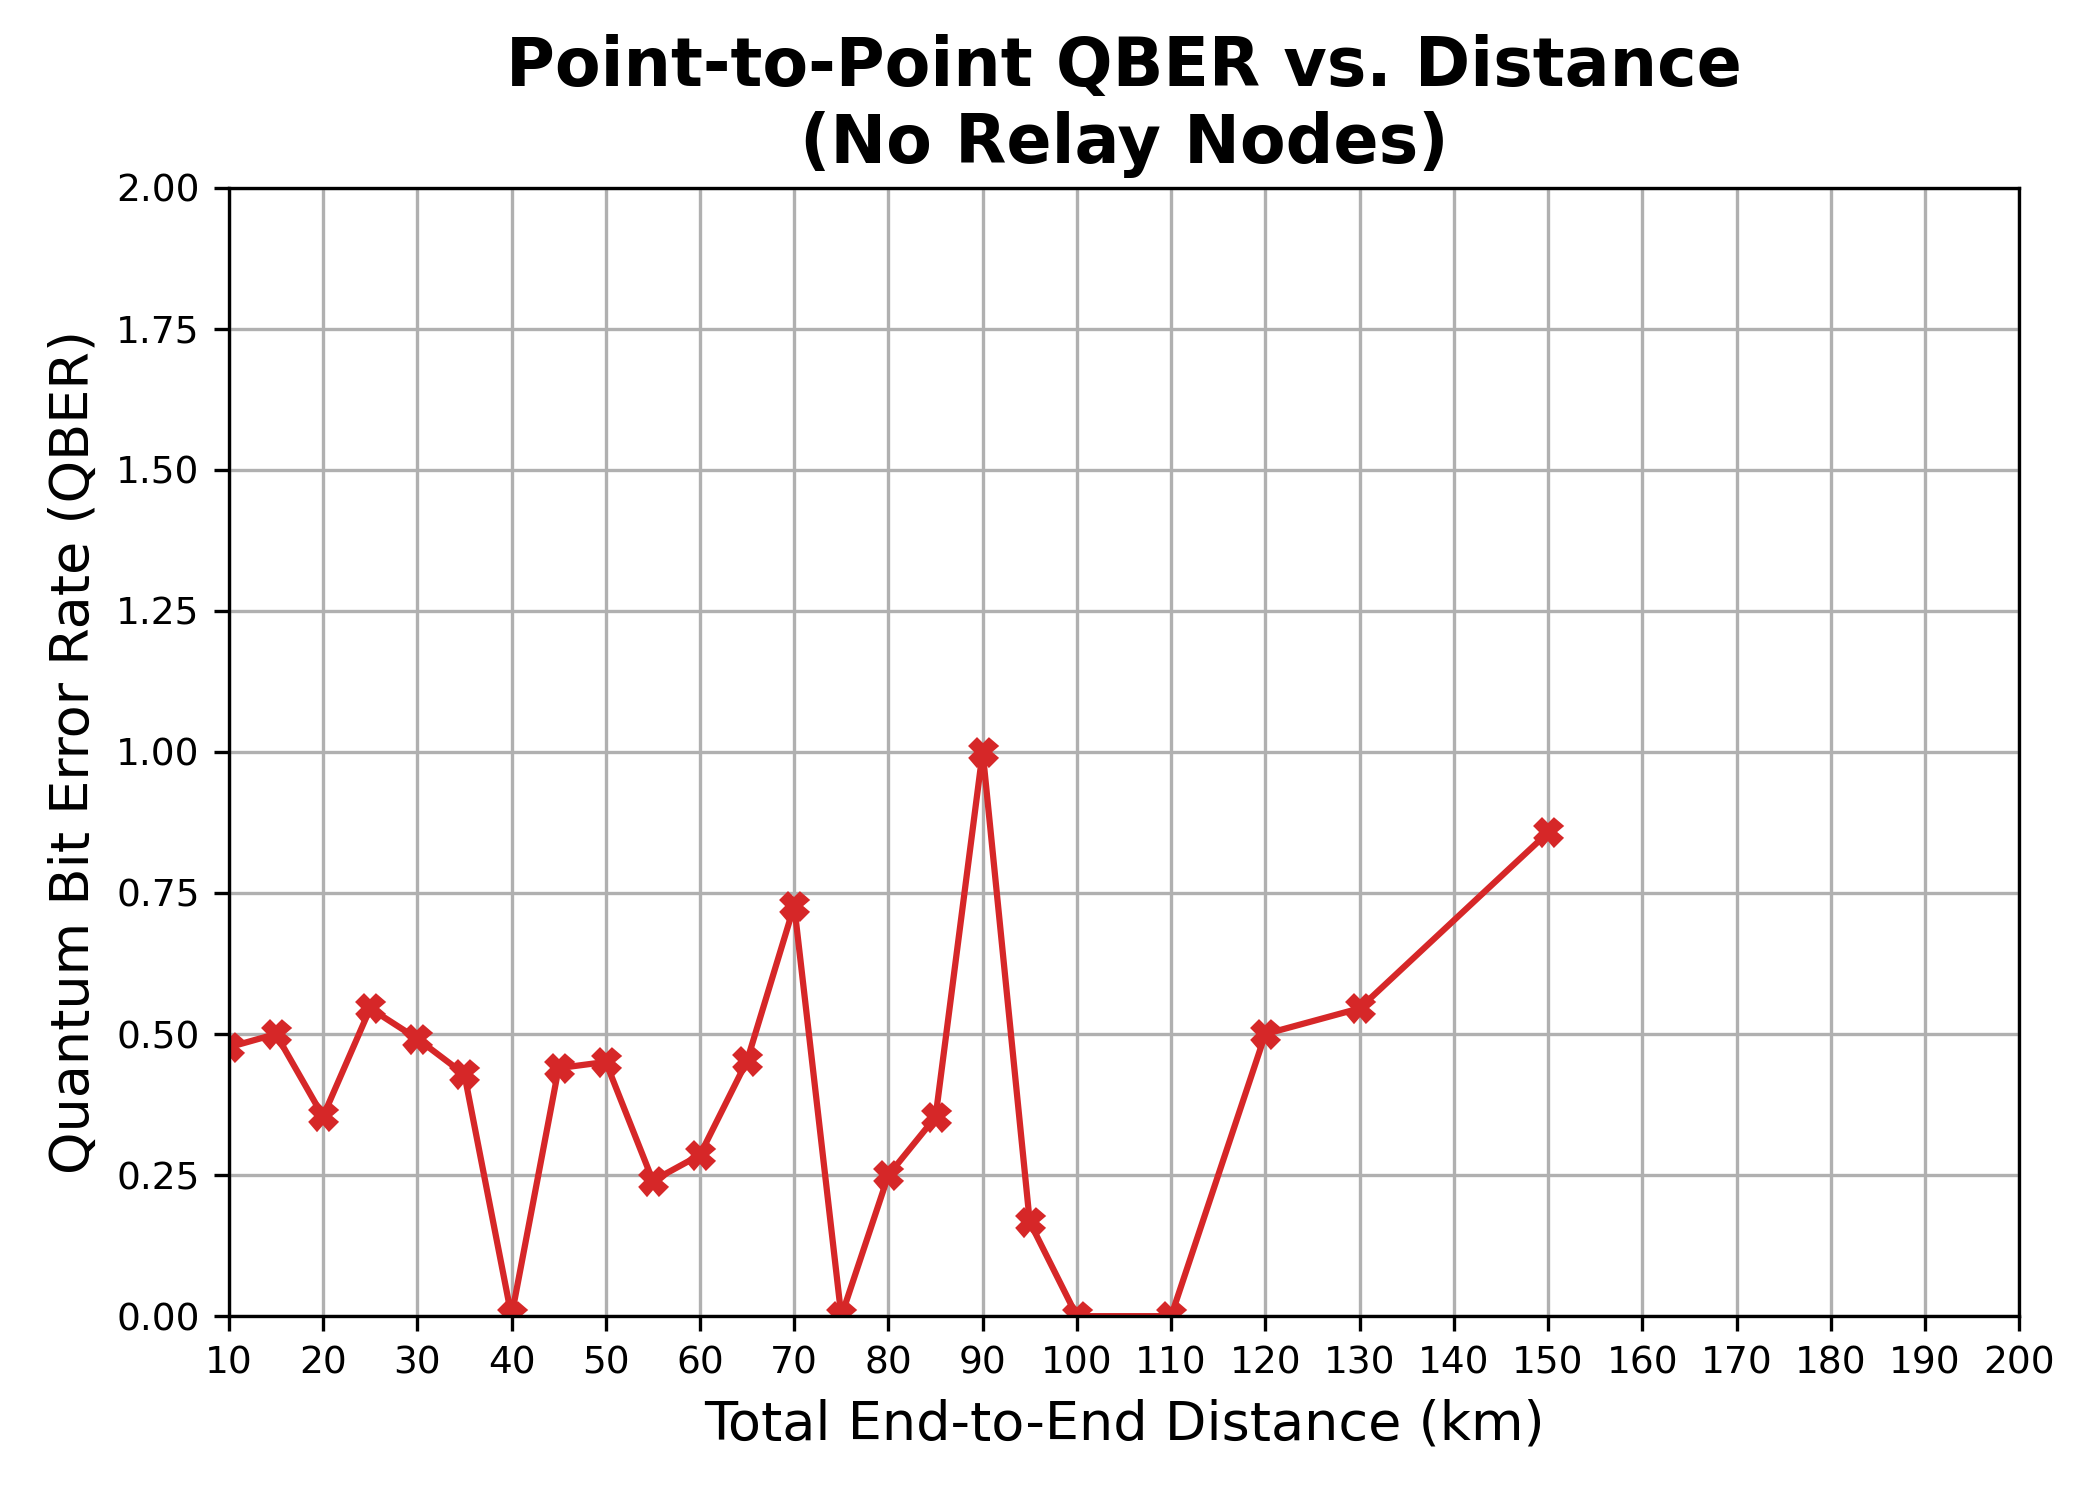 Point-to-Point QBER vs. Distance
(No Relay Nodes)
Quantum Bit Error Rate (QBER)
2.00
1.75
1.50
1.25
1.00
0.75
0.50
0.25
0.00
10 20 30 40 50 60 70 80 90 100 110 120 130 140 150 160 170 180 190 200
Total End-to-End Distance (km)